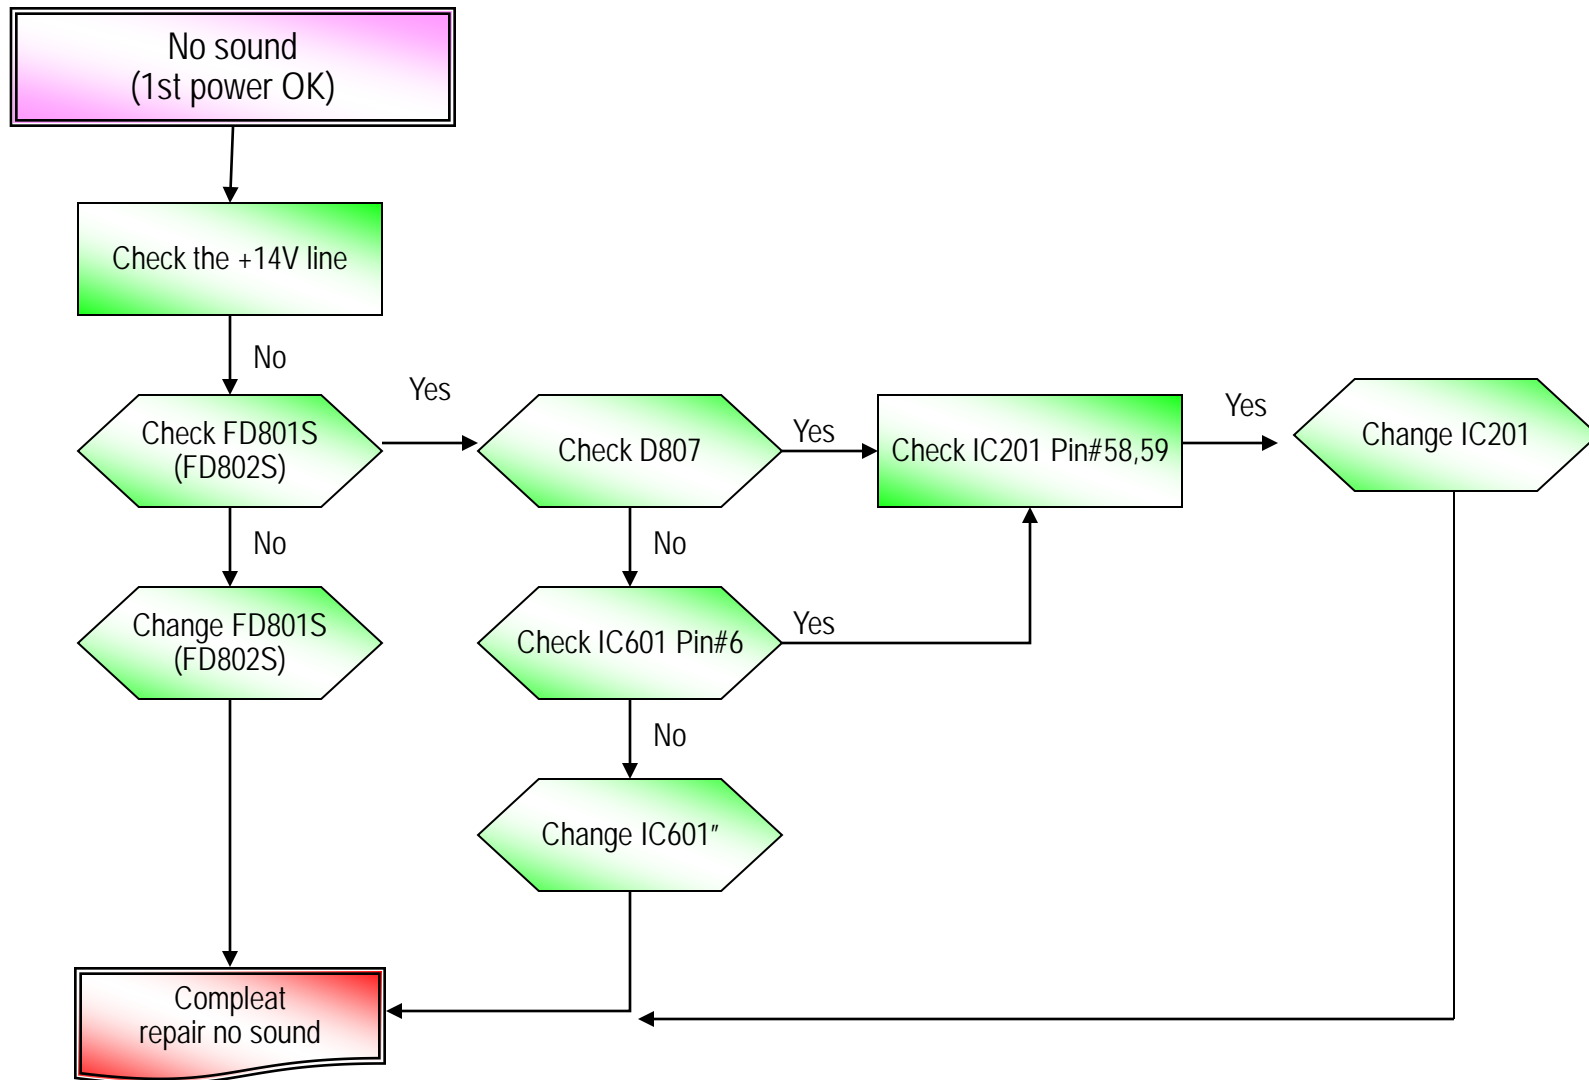 No sound
(1st power OK)
Check the +14V line
No
Yes
Check FD801S
(FD802S)
Check D807
Yes
Check IC201 Pin#58,59
Yes
Change IC201
No
No
Change FD801S
(FD802S)
Check IC601 Pin#6
Yes
No
Change IC601"
Compleat
repair no sound